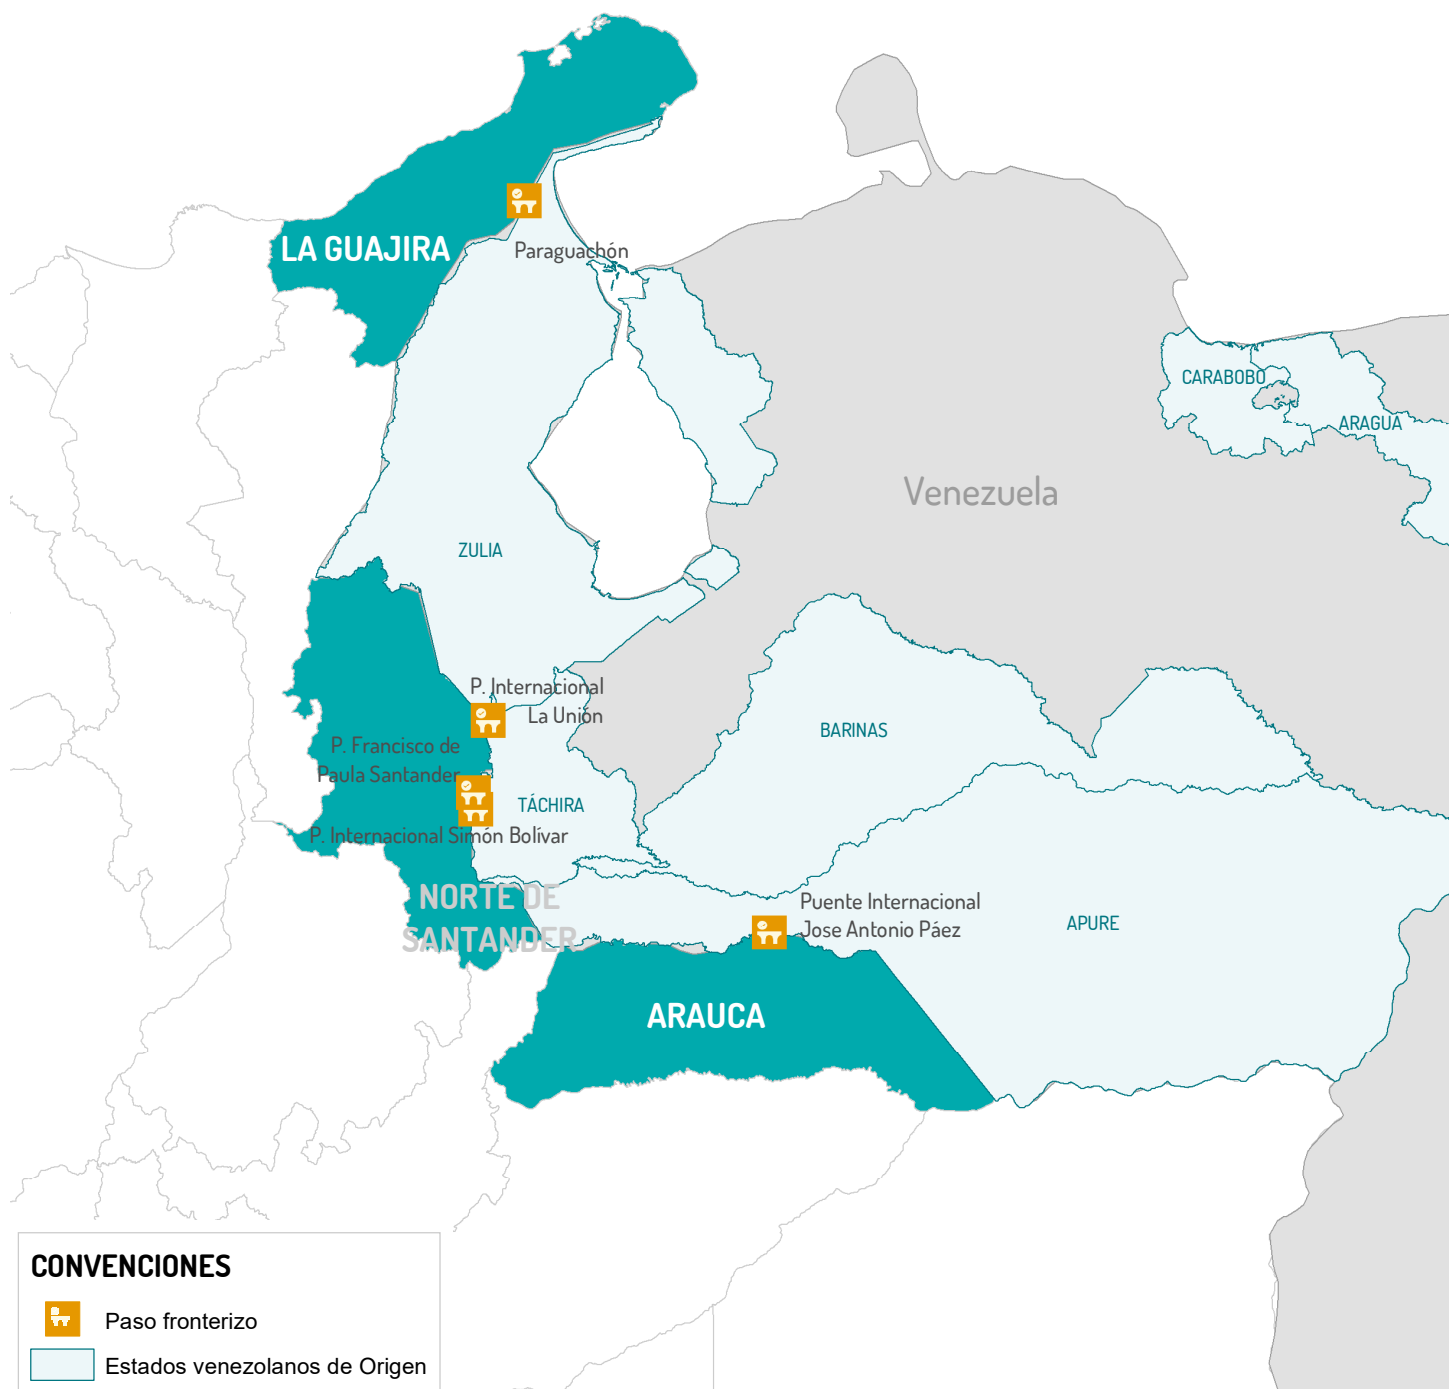 LA GUAJIRA
Paraguachón
CARABOBO
ARAGUA
Venezuela
ZULIA
P. Internacional
La Unión
BARINAS
P. Francisco de
Paula Santander
TÁCHIRA
P. Internacional Simón Bolívar
NORTE DE
SANTANDER
Puente Internacional
Jose Antonio Páez
APURE
ARAUCA
CONVENCIONES
Paso fronterizo
Estados venezolanos de Origen